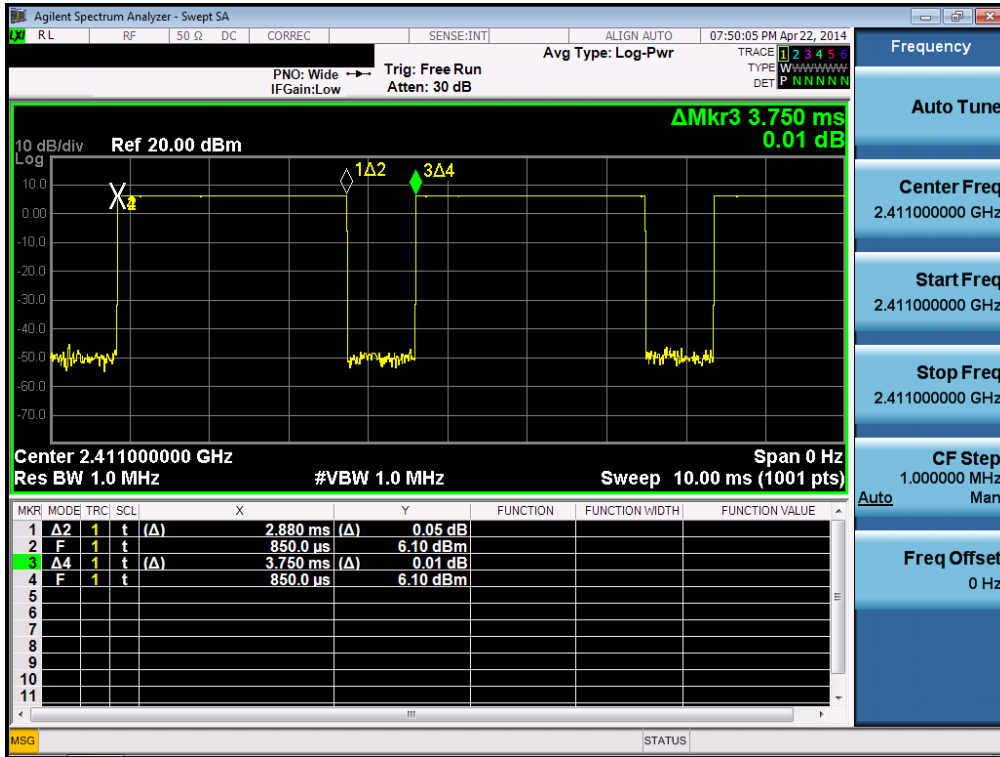 Agilent Spectrum Analyzer - Swept SA
LXI RL RF 50 Ω DC CORREC SENSE:INT ALIGN AUTO 07:50:05 PM Apr 22, 2014
Avg Type: Log-Pwr
TRACE 1 2 3 4 5 6
TYPE WWWWWW
DET P N N N N N
PNO: Wide
IFGain:Low
Trig: Free Run
Atten: 30 dB
ΔMkr3 3.750 ms
0.01 dB
10 dB/div Ref 20.00 dBm
Log
10.0
0.00
-10.0
-20.0
-30.0
-40.0
-50.0
-60.0
-70.0
1Δ2
3Δ4
Center 2.411000000 GHz Span 0 Hz
Res BW 1.0 MHz #VBW 1.0 MHz Sweep 10.00 ms (1001 pts)
MKR MODE TRC SCL X Y FUNCTION FUNCTION WIDTH FUNCTION VALUE
1 Δ2 1 t (Δ) 2.880 ms (Δ) 0.05 dB
2 F 1 t 850.0 µs 6.10 dBm
3 Δ4 1 t (Δ) 3.750 ms (Δ) 0.01 dB
4 F 1 t 850.0 µs 6.10 dBm
5
6
7
8
9
10
11
MSG STATUS
Frequency
Auto Tune
Center Freq
2.411000000 GHz
Start Freq
2.411000000 GHz
Stop Freq
2.411000000 GHz
CF Step
1.000000 MHz
Auto Man
Freq Offset
0 Hz